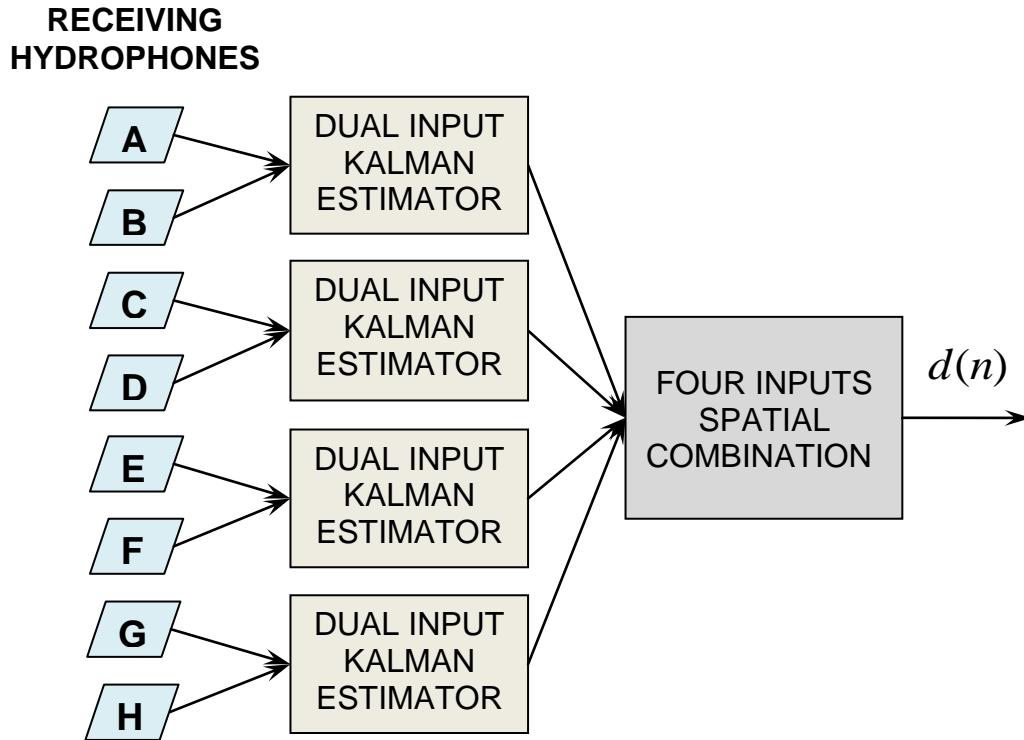 RECEIVING
HYDROPHONES
A
B
C
D
E
F
G
H
DUAL INPUT
KALMAN
ESTIMATOR
DUAL INPUT
KALMAN
ESTIMATOR
DUAL INPUT
KALMAN
ESTIMATOR
DUAL INPUT
KALMAN
ESTIMATOR
FOUR INPUTS
SPATIAL
COMBINATION
d(n)